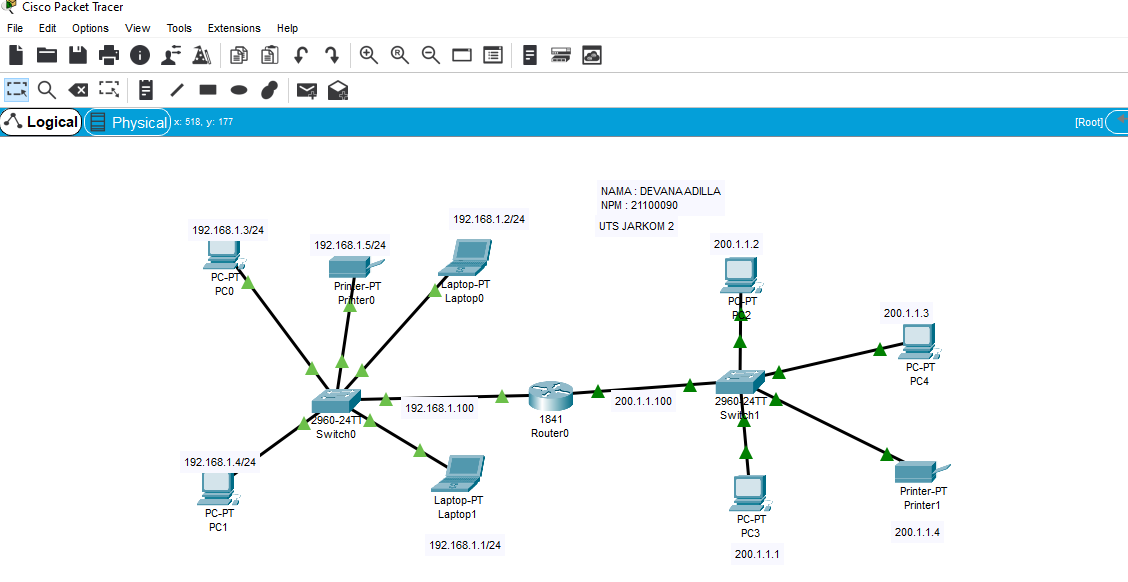 Cisco Packet Tracer
File Edit Options View Tools Extensions Help
Logical
Physical
x: 518, y: 177
[Root]
NAMA : DEVANA ADILLA
NPM : 21100090
UTS JARKOM 2
192.168.1.3/24
PC-PT
PC0
192.168.1.5/24
Printer-PT
Printer0
192.168.1.2/24
Laptop-PT
Laptop0
200.1.1.2
PC-PT
PC2
200.1.1.3
PC-PT
PC4
2960-24TT
Switch0
192.168.1.100
1841
Router0
200.1.1.100
2960-24TT
Switch1
192.168.1.4/24
PC-PT
PC1
Laptop-PT
Laptop1
192.168.1.1/24
PC-PT
PC3
200.1.1.1
Printer-PT
Printer1
200.1.1.4